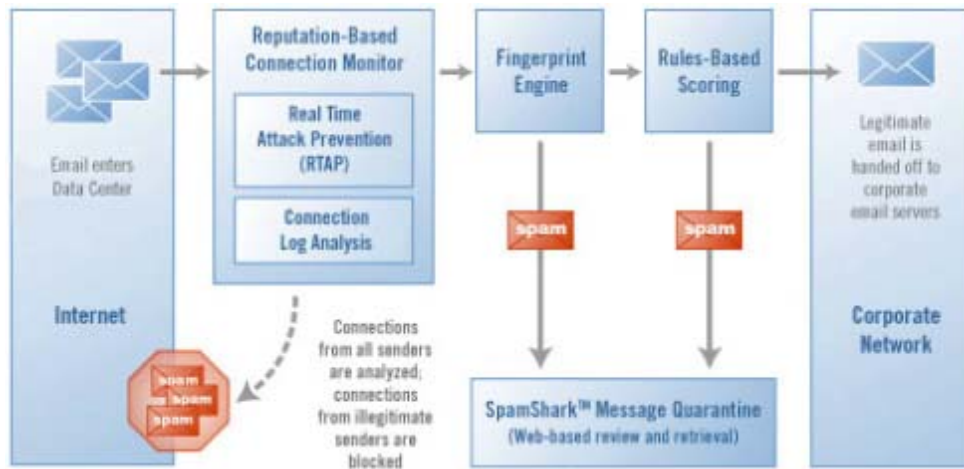 Email enters
Data Center
Internet
Reputation-Based
Connection Monitor
Real Time
Attack Prevention
(RTAP)
Connection
Log Analysis
Connections
from all senders
are analyzed;
connections
from illegitimate
senders are
blocked
spam
spam
spam
Fingerprint
Engine
spam
Rules-Based
Scoring
spam
SpamShark™ Message Quarantine
(Web-based review and retrieval)
Legitimate
email is
handed off to
corporate
email servers
Corporate
Network